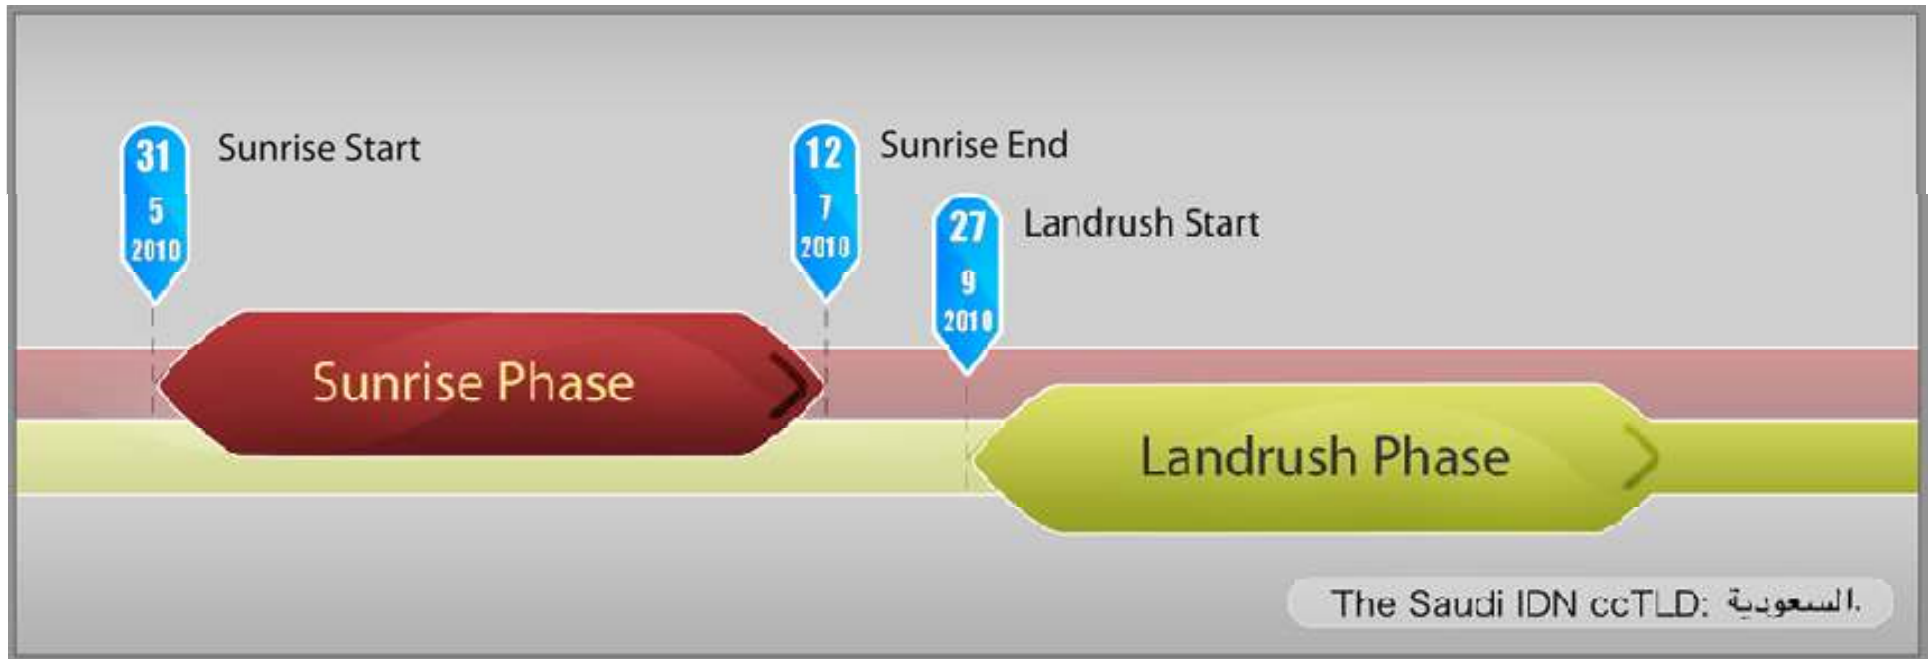 31
5
2010
Sunrise Start
12
7
2010
Sunrise End
27
9
2010
Landrush Start
Sunrise Phase
Landrush Phase
The Saudi IDN ccTLD: السعودية.